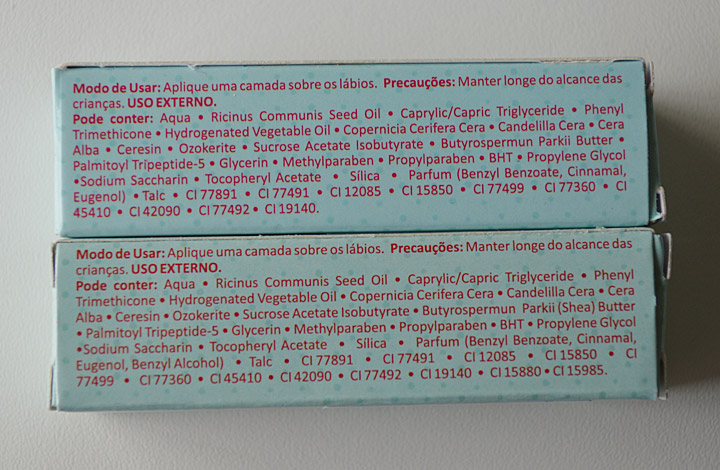 Modo de Usar: Aplique uma camada sobre os lábios. Precauções: Manter longe do alcance das
crianças. USO EXTERNO.
Pode conter: Aqua • Ricinus Communis Seed Oil • Caprylic/Capric Triglyceride • Phenyl
Trimethicone • Hydrogenated Vegetable Oil • Copernicia Cerifera Cera • Candelilla Cera • Cera
Alba • Ceresin • Ozokerite • Sucrose Acetate Isobutyrate • Butyrospermun Parkii Butter •
Palmitoyl Tripeptide-5 • Glycerin • Methylparaben • Propylparaben • BHT • Propylene Glycol
•Sodium Saccharin • Tocopheryl Acetate • Sílica • Parfum (Benzyl Benzoate, Cinnamal,
Eugenol) •Talc • CI 77891 • CI 77491 • CI 12085 • CI 15850 • CI 77499 • CI 77360 • CI
45410 • CI 42090 • CI 77492 • CI 19140.
Modo de Usar: Aplique uma camada sobre os lábios. Precauções: Manter longe do alcance das
crianças. USO EXTERNO.
Pode conter: Aqua • Ricinus Communis Seed Oil • Caprylic/Capric Triglyceride • Phenyl
Trimethicone • Hydrogenated Vegetable Oil • Copernicia Cerifera Cera • Candelilla Cera • Cera
Alba • Ceresin • Ozokerite • Sucrose Acetate Isobutyrate • Butyrospermun Parkii (Shea) Butter
• Palmitoyl Tripeptide-5 • Glycerin • Methylparaben • Propylparaben • BHT • Propylene Glycol
•Sodium Saccharin • Tocopheryl Acetate • Sílica • Parfum (Benzyl Benzoate, Cinnamal,
Eugenol, Benzyl Alcohol) • Talc • CI 77891 • CI 77491 • CI 12085 • CI 15850 • CI
77499 • CI 77360 • CI 45410 • CI 42090 • CI 77492 • CI 19140 • CI 15880 • CI 15985.